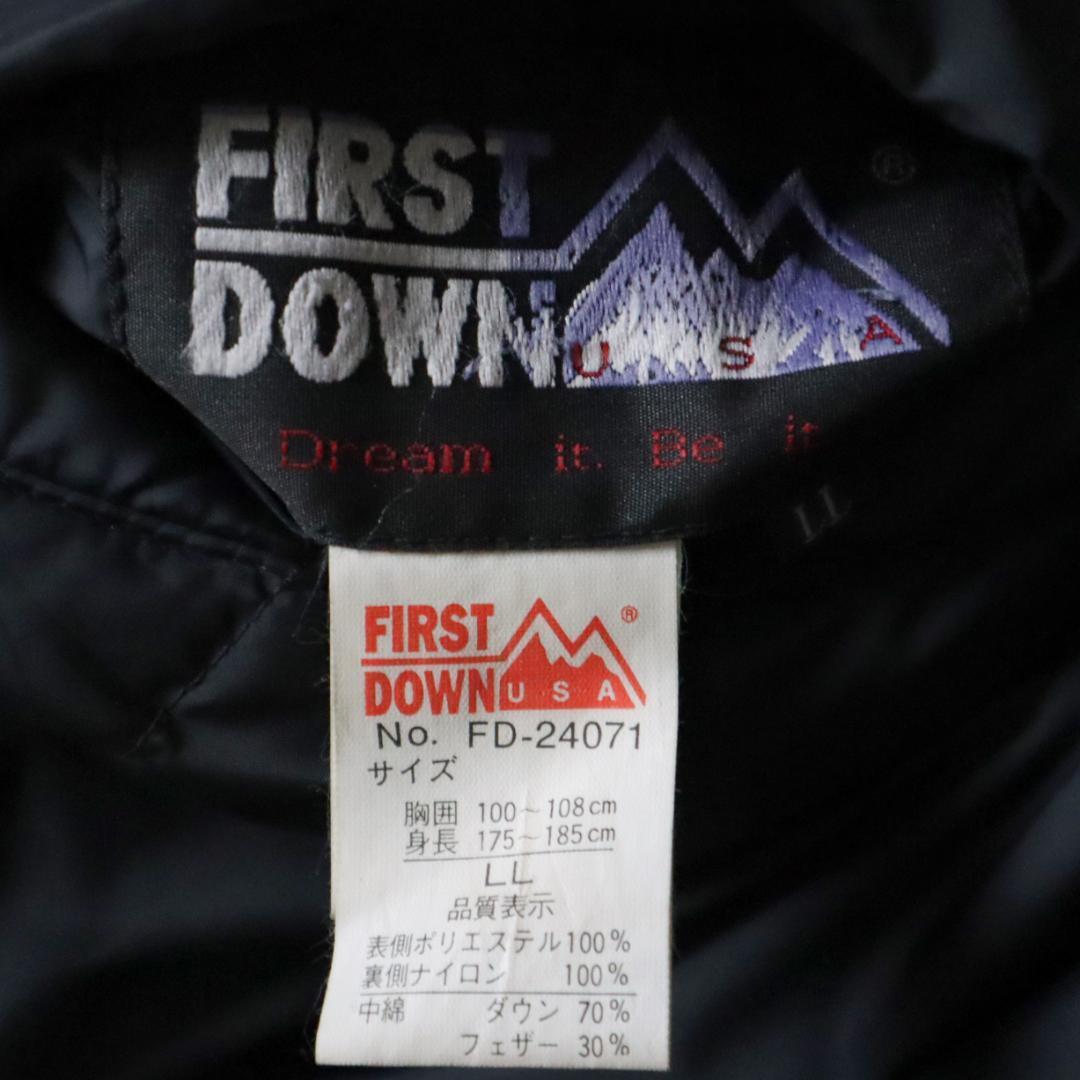 FIRST
®
DOWN
U S A
Dream it. Be it
LL
FIRST
®
DOWN
U S A
No. FD-24071
サイズ
胸囲 100~108cm
身長 175~185cm
LL
品質表示
表側ポリエステル100%
裏側ナイロン 100%
中綿 ダウン 70%
フェザー 30%